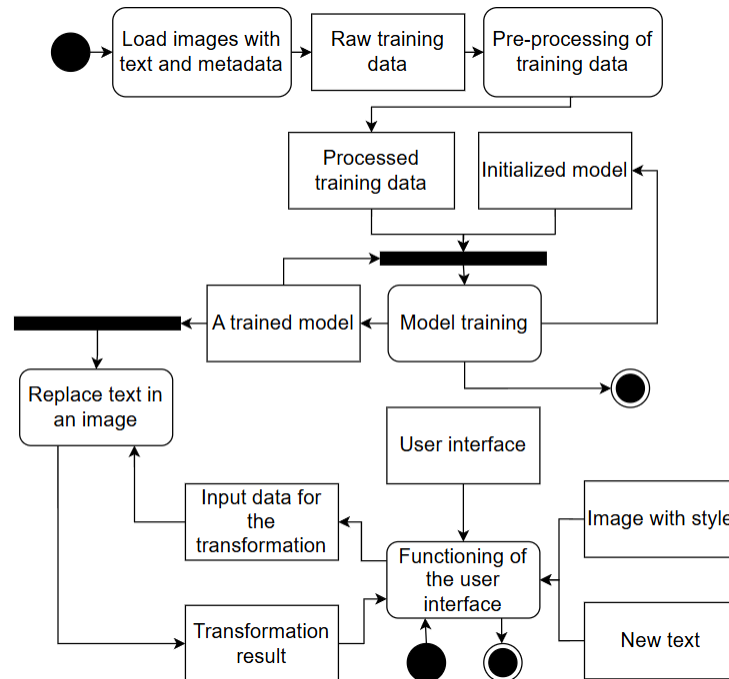 Load images with
text and metadata
Raw training
data
Pre-processing of
training data
Processed
training data
Initialized model
A trained model
Model training
Replace text in
an image
User interface
Input data for
the
transformation
Image with style
Functioning of
the user
interface
Transformation
result
New text